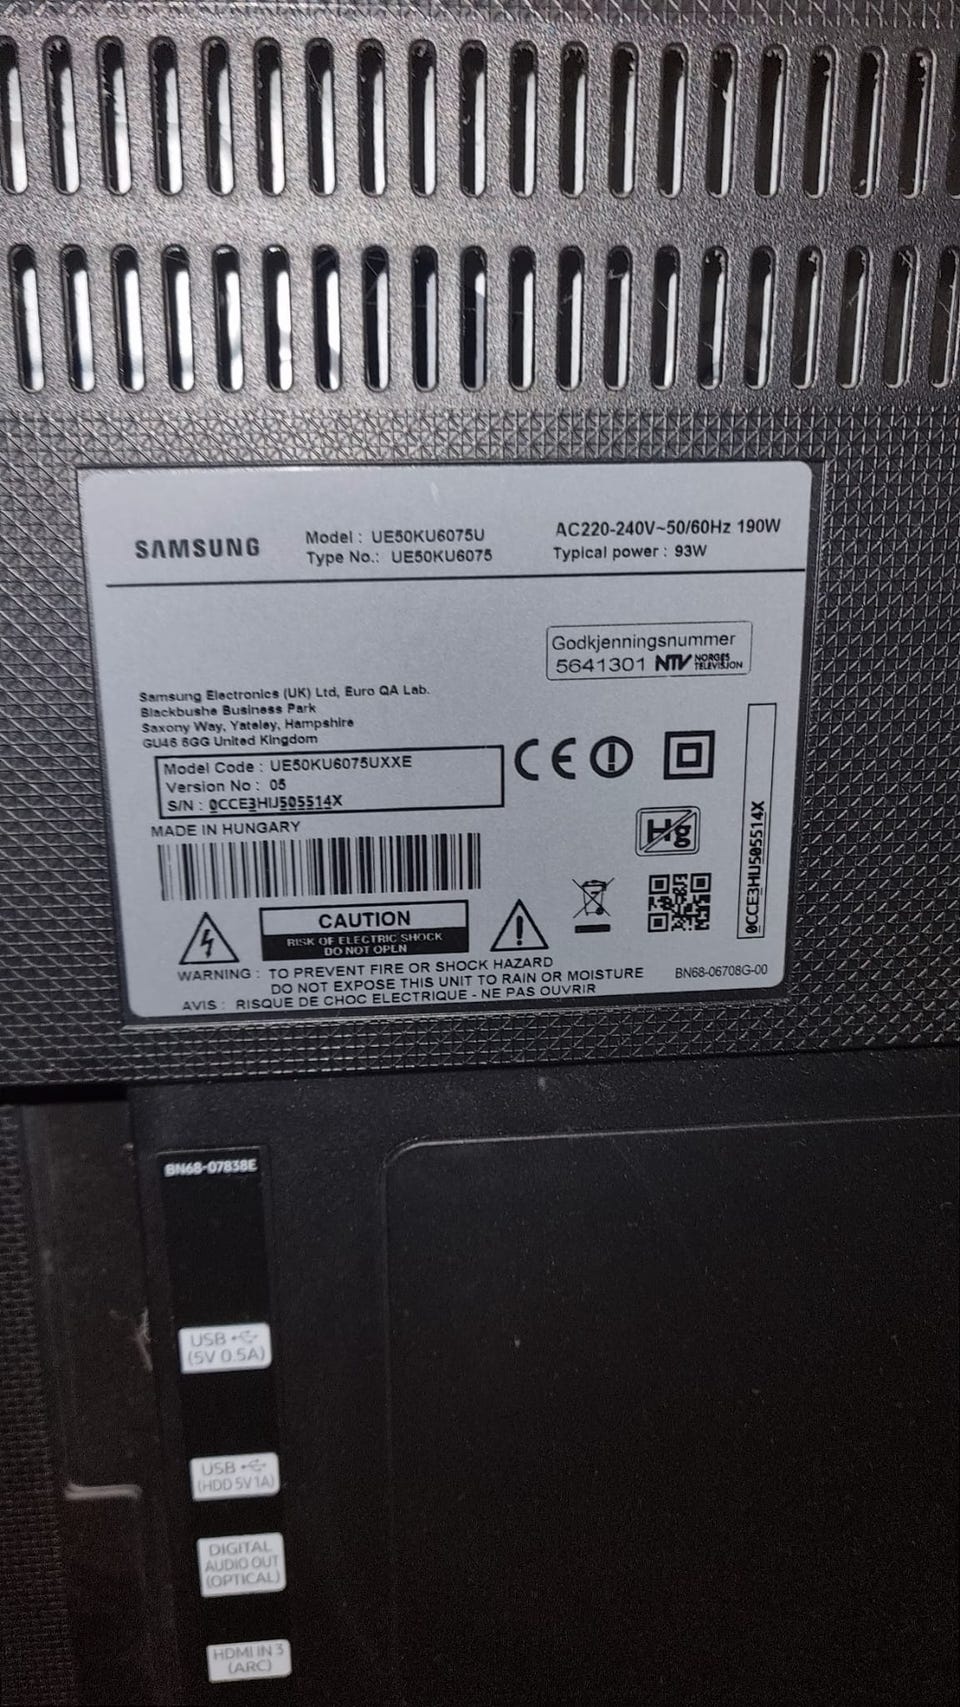 SAMSUNG
Model : UE50KU6075U
Type No.: UE50KU6075
AC220-240V~50/60Hz 190W
Typical power : 93W
Godkjenningsnummer
5641301 NTV NORGES TELEVISJON
Samsung Electronics (UK) Ltd, Euro QA Lab.
Blackbushe Business Park
Saxony Way, Yateley, Hampshire
GU46 6GG United Kingdom
Model Code : UE50KU6075UXXE
Version No : 05
S/N : 0CCE3HIJ505514X
MADE IN HUNGARY
CE
Hg
0CCE3HIJ505514X
CAUTION
RISK OF ELECTRIC SHOCK
DO NOT OPEN
WARNING : TO PREVENT FIRE OR SHOCK HAZARD
DO NOT EXPOSE THIS UNIT TO RAIN OR MOISTURE
AVIS : RISQUE DE CHOC ELECTRIQUE - NE PAS OUVRIR
BN68-06708G-00
BN68-07838E
USB
(5V 0.5A)
USB
(HDD 5V 1A)
DIGITAL
AUDIO OUT
(OPTICAL)
HDMI IN 3
(ARC)